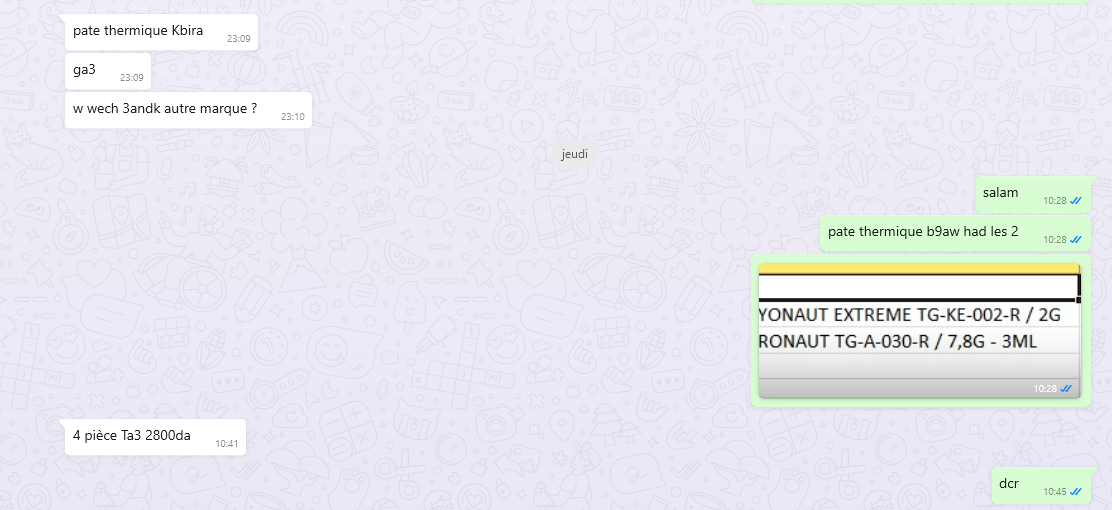 pate thermique Kbira
23:09
ga3
23:09
w wech 3andk autre marque ?
23:10
jeudi
salam
10:28
pate thermique b9aw had les 2
10:28
YONAUT EXTREME TG-KE-002-R / 2G
RONAUT TG-A-030-R / 7,8G - 3ML
10:28
4 pièce Ta3 2800da
10:41
dcr
10:45